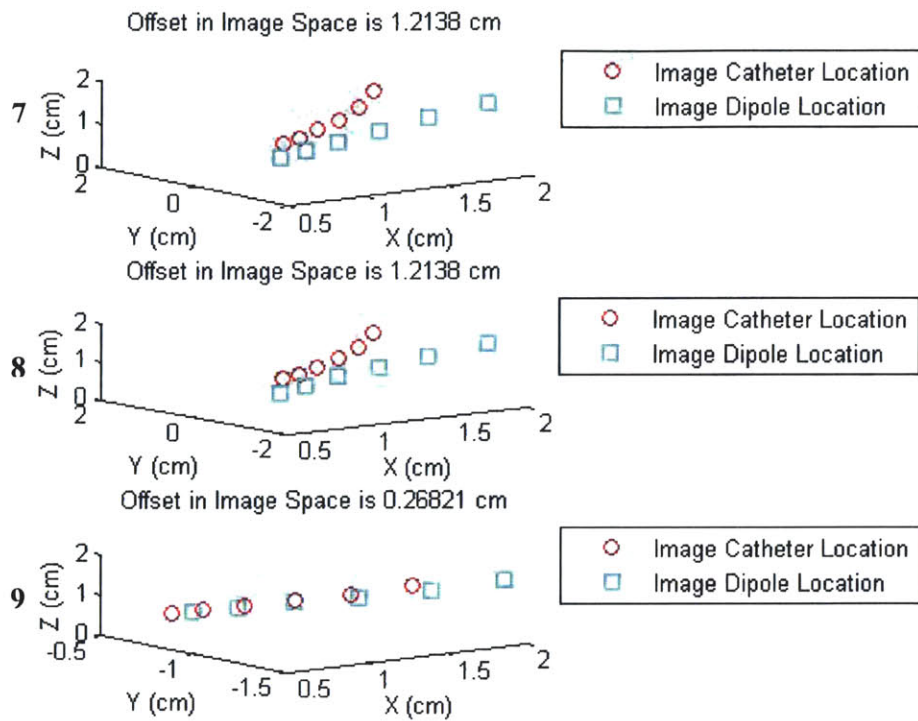 Offset in Image Space is 1.2138 cm
7
Z (cm)
2
1
0
2
0
-2
Y (cm)
0.5
1
1.5
2
X (cm)
Image Catheter Location
Image Dipole Location
Offset in Image Space is 1.2138 cm
8
Z (cm)
2
1
0
2
0
-2
Y (cm)
0.5
1
1.5
2
X (cm)
Image Catheter Location
Image Dipole Location
Offset in Image Space is 0.26821 cm
9
Z (cm)
2
1
0
-0.5
-1
-1.5
Y (cm)
0.5
1
1.5
2
X (cm)
Image Catheter Location
Image Dipole Location